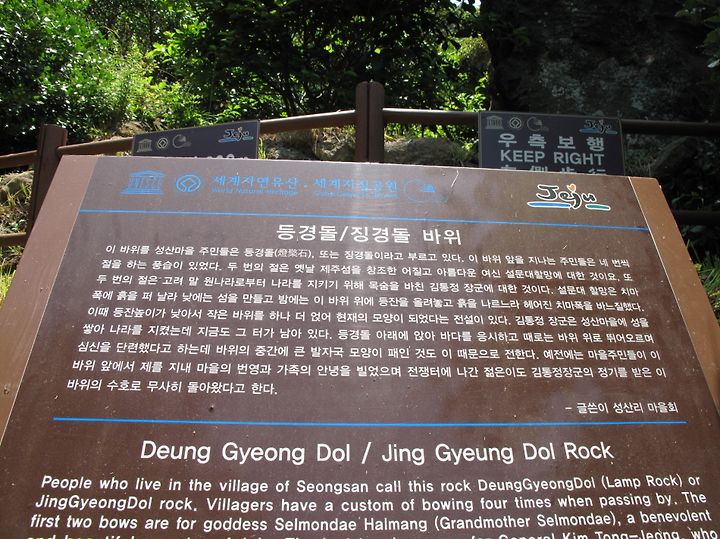 Jeju
Jeju
우측보행
KEEP RIGHT
右側步行
세계자연유산 · 세계지질공원
World Natural Heritage
Jeju
등경돌/징경돌 바위
이 바위를 성산마을 주민들은 등경돌(燈檠石), 또는 징경돌이라고 부르고 있다. 이 바위 앞을 지나는 주민들은 네 번씩
절을 하는 풍습이 있었다. 두 번의 절은 옛날 제주섬을 창조한 어질고 아름다운 여신 설문대할망에 대한 것이요, 또
두 번의 절은 고려 말 원나라로부터 나라를 지키기 위해 목숨을 바친 김통정 장군에 대한 것이다. 설문대 할망은 치마
폭에 흙을 퍼 날라 낮에는 섬을 만들고 밤에는 이 바위 위에 등잔을 올려놓고 흙을 나르느라 헤어진 치마폭을 바느질했다.
이때 등잔높이가 낮아서 작은 바위를 하나 더 얹어 현재의 모양이 되었다는 전설이 있다. 김통정 장군은 성산마을에 성을
쌓아 나라를 지켰는데 지금도 그 터가 남아 있다. 등경돌 아래에 앉아 바다를 응시하고 때로는 바위 위로 뛰어오르며
심신을 단련했다고 하는데 바위의 중간에 큰 발자국 모양이 패인 것도 이 때문으로 전한다. 예전에는 마을주민들이 이
바위 앞에서 제를 지내 마을의 번영과 가족의 안녕을 빌었으며 전쟁터에 나간 젊은이도 김통정장군의 정기를 받은 이
바위의 수호로 무사히 돌아왔다고 한다.
- 글쓴이 성산리 마을회
Deung Gyeong Dol / Jing Gyeung Dol Rock
People who live in the village of Seongsan call this rock DeungGyeongDol (Lamp Rock) or
JingGyeongDol rock. Villagers have a custom of bowing four times when passing by. The
first two bows are for goddess Selmondae Halmang (Grandmother Selmondae), a benevolent
General Kim Tong-Jeong, who